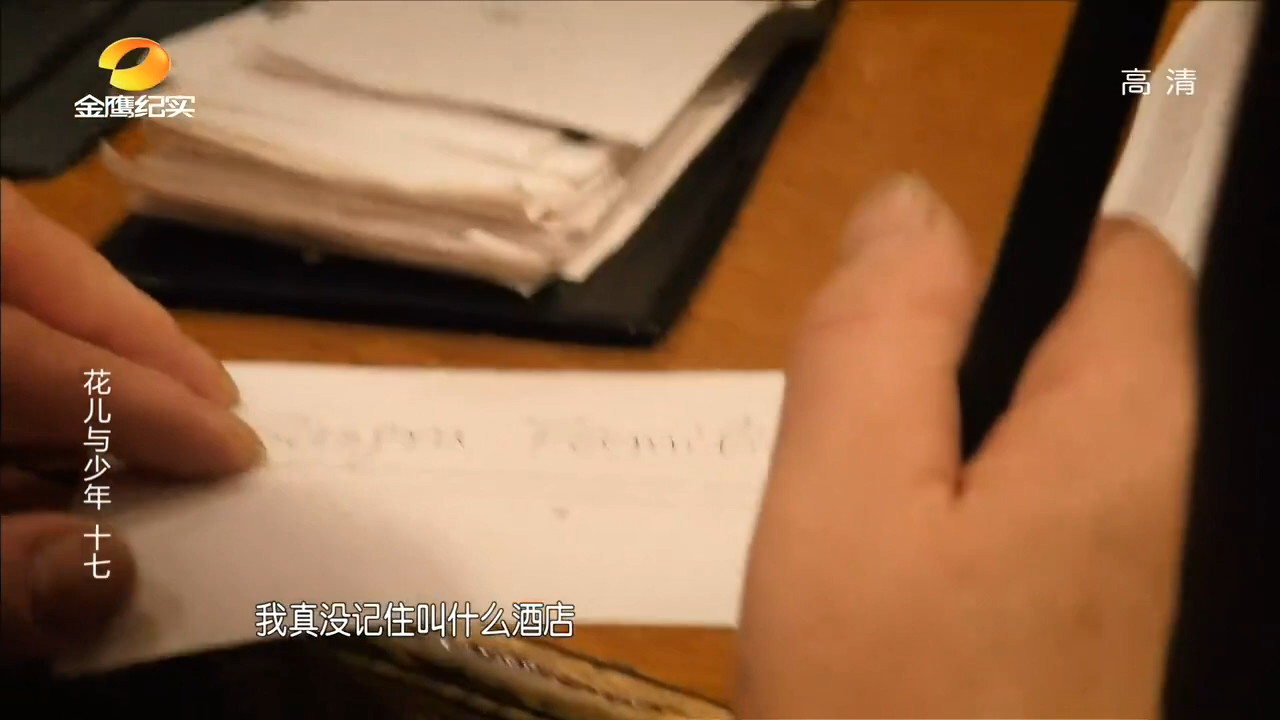 金鹰纪实
高清
花儿与少年 十七
我真没记住叫什么酒店